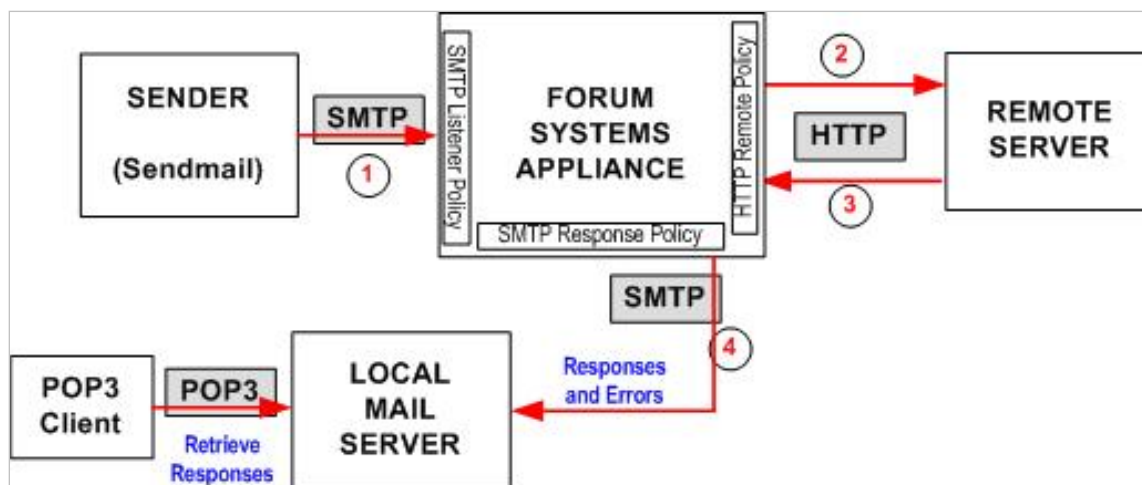 SENDER
(Sendmail)
SMTP
1
SMTP Listener Policy
FORUM
SYSTEMS
APPLIANCE
HTTP Remote Policy
SMTP Response Policy
2
HTTP
3
REMOTE
SERVER
SMTP
4
Responses
and Errors
POP3
Client
POP3
Retrieve
Responses
LOCAL
MAIL
SERVER